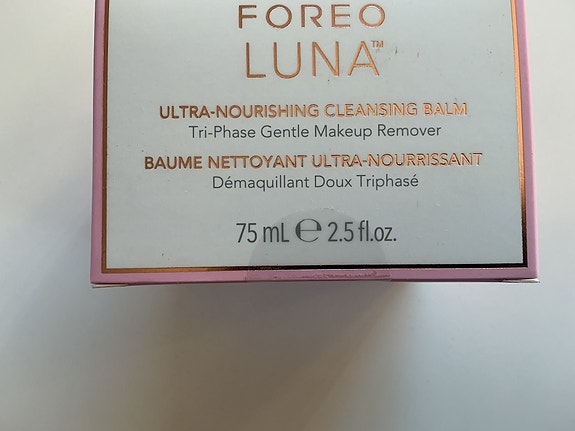 FOREO
LUNA™
ULTRA-NOURISHING CLEANSING BALM
Tri-Phase Gentle Makeup Remover
BAUME NETTOYANT ULTRA-NOURRISSANT
Démaquillant Doux Triphasé
75 mL ℮ 2.5 fl.oz.